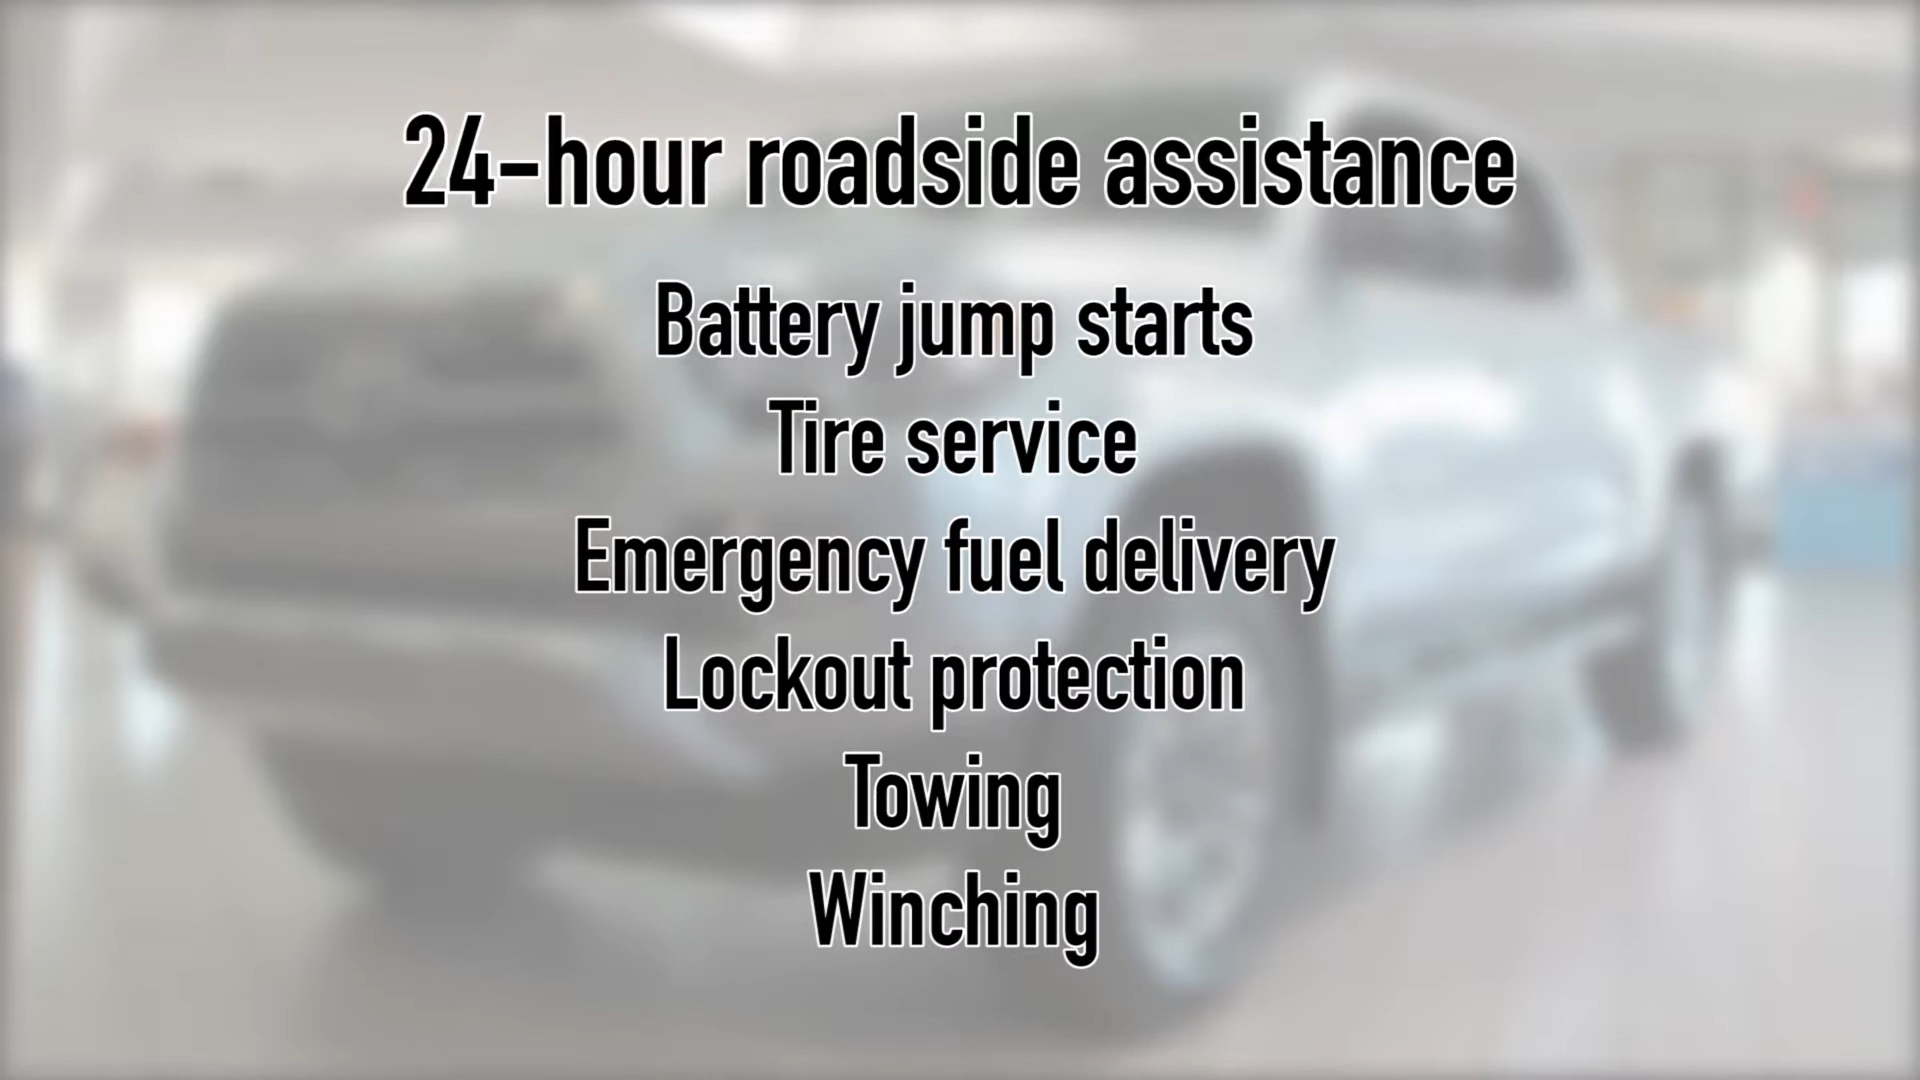 24-hour roadside assistance
Battery jump starts
Tire service
Emergency fuel delivery
Lockout protection
Towing
Winching